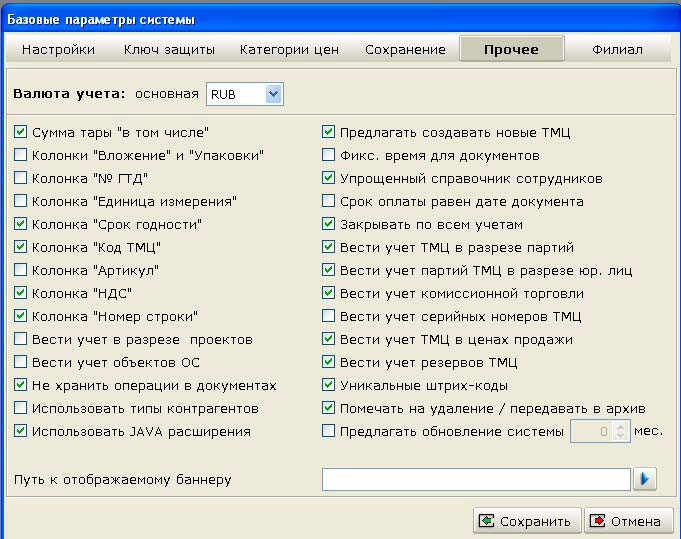 Базовые параметры системы
Настройки Ключ защиты Категории цен Сохранение Прочее Филиал
Валюта учета: основная RUB
Сумма тары "в том числе" Предлагать создавать новые ТМЦ
Колонки "Вложение" и "Упаковки" Фикс. время для документов
Колонка "№ ГТД" Упрощенный справочник сотрудников
Колонка "Единица измерения" Срок оплаты равен дате документа
Колонка "Срок годности" Закрывать по всем учетам
Колонка "Код ТМЦ" Вести учет ТМЦ в разрезе партий
Колонка "Артикул" Вести учет партий ТМЦ в разрезе юр. лиц
Колонка "НДС" Вести учет комиссионной торговли
Колонка "Номер строки" Вести учет серийных номеров ТМЦ
Вести учет в разрезе проектов Вести учет ТМЦ в ценах продажи
Вести учет объектов ОС Вести учет резервов ТМЦ
Не хранить операции в документах Уникальные штрих-коды
Использовать типы контрагентов Помечать на удаление / передавать в архив
Использовать JAVA расширения Предлагать обновление системы 0 мес.
Путь к отображаемому баннеру
Сохранить Отмена